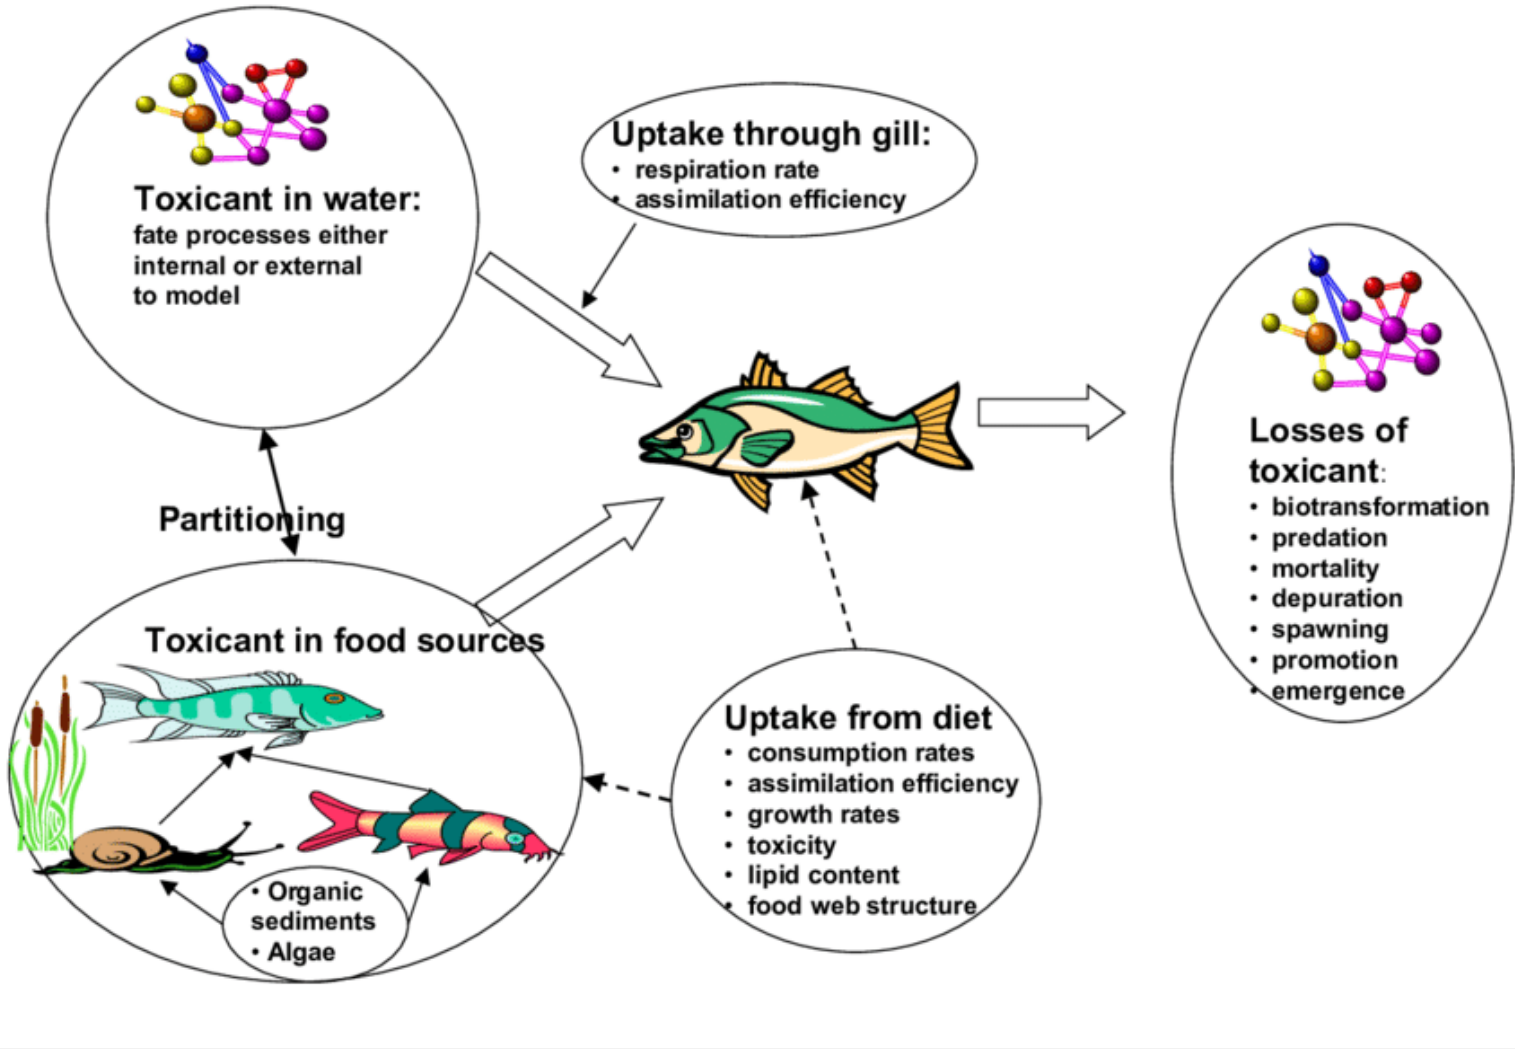 Toxicant in water:
fate processes either
internal or external
to model
Uptake through gill:
• respiration rate
• assimilation efficiency
Partitioning
Toxicant in food sources
• Organic
sediments
• Algae
Uptake from diet
• consumption rates
• assimilation efficiency
• growth rates
• toxicity
• lipid content
• food web structure
Losses of
toxicant:
• biotransformation
• predation
• mortality
• depuration
• spawning
• promotion
• emergence